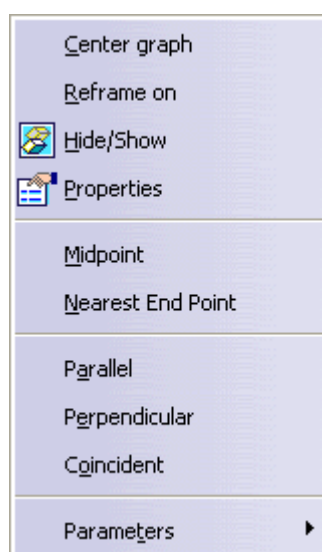 Center graph
Reframe on
Hide/Show
Properties
Midpoint
Nearest End Point
Parallel
Perpendicular
Coincident
Parameters